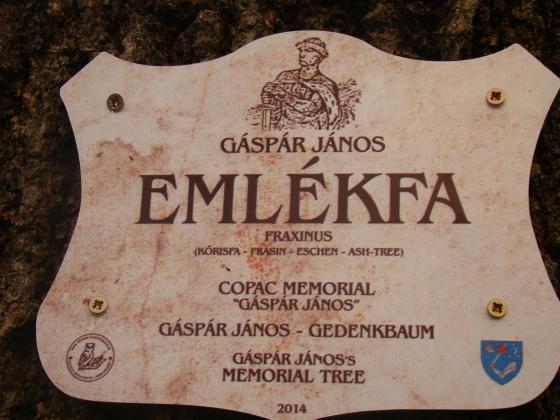 GÁSPÁR JÁNOS
EMLÉKFA
FRAXINUS
(KŐRISFA - FRASIN - ESCHEN - ASH-TREE)
COPAC MEMORIAL
"GÁSPÁR JÁNOS"
GÁSPÁR JÁNOS - GEDENKBAUM
GÁSPÁR JÁNOS's
MEMORIAL TREE
2014